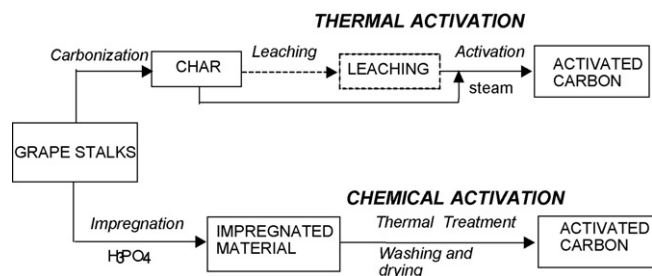 THERMAL ACTIVATION
Carbonization
Leaching
Activation
CHAR
LEACHING
ACTIVATED
CARBON
steam
GRAPE STALKS
CHEMICAL ACTIVATION
Impregnation
H3PO4
IMPREGNATED
MATERIAL
Thermal Treatment
Washing and
drying
ACTIVATED
CARBON